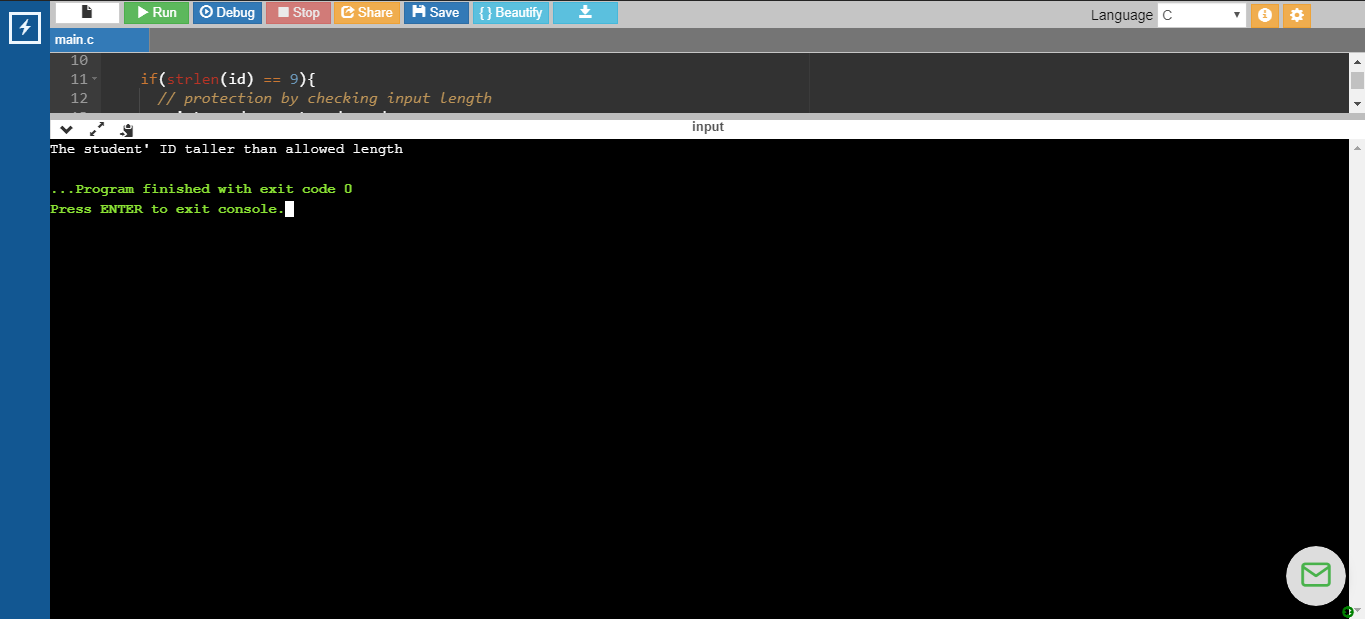 Run Debug Stop Share Save { } Beautify Language C
main.c
10
11 if(strlen(id) == 9){
12 // protection by checking input length
input
The student' ID taller than allowed length
...Program finished with exit code 0
Press ENTER to exit console.